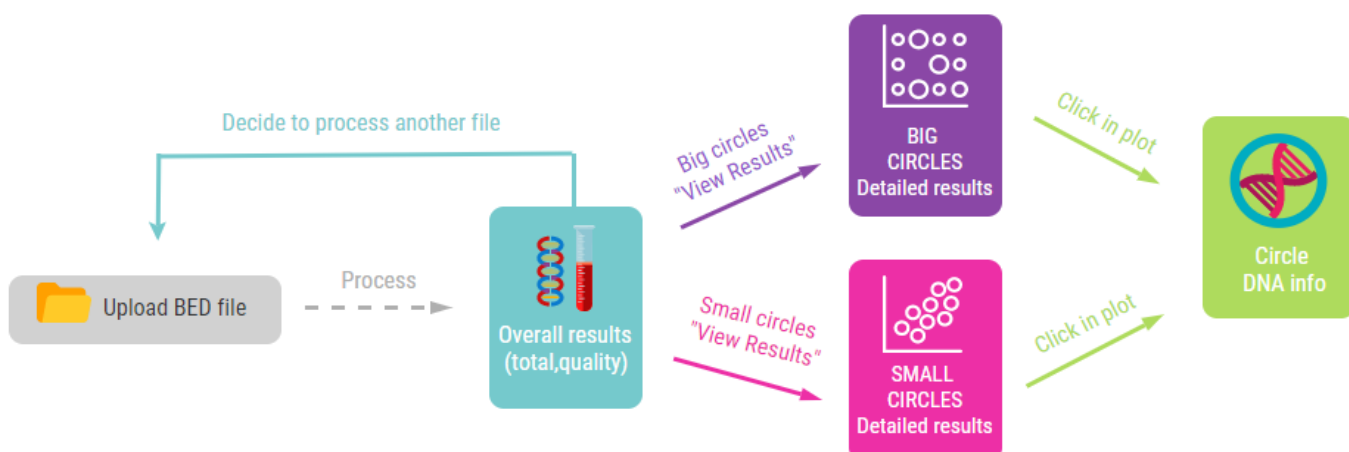 Decide to process another file
Upload BED file
Process
Overall results
(total,quality)
Big circles
"View Results"
Small circles
"View Results"
BIG
CIRCLES
Detailed results
SMALL
CIRCLES
Detailed results
Click in plot
Click in plot
Circle
DNA info